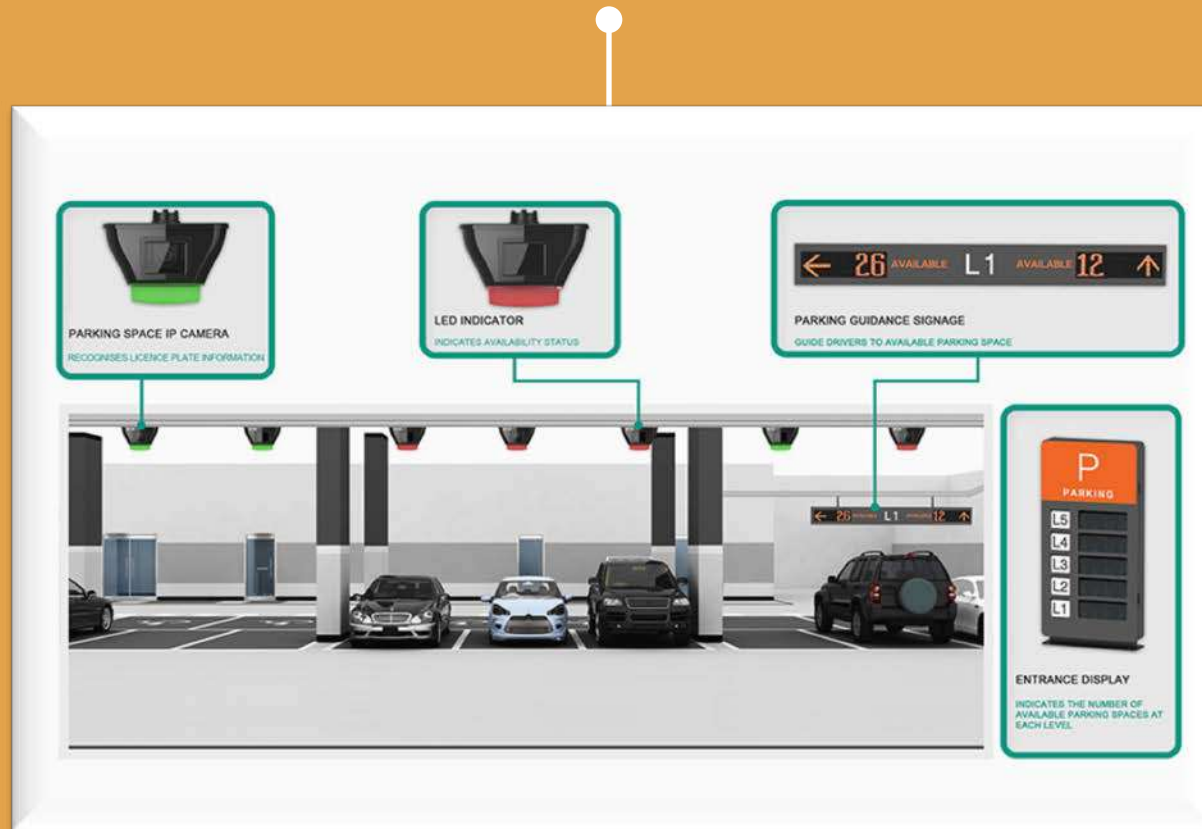 PARKING SPACE IP CAMERA
RECOGNISES LICENCE PLATE INFORMATION
LED INDICATOR
INDICATES AVAILABILITY STATUS
← 26 AVAILABLE L1 AVAILABLE 12 ↑
PARKING GUIDANCE SIGNAGE
GUIDE DRIVERS TO AVAILABLE PARKING SPACE
← 26 AVAILABLE L1 AVAILABLE 12 ↑
P
PARKING
L5
L4
L3
L2
L1
ENTRANCE DISPLAY
INDICATES THE NUMBER OF
AVAILABLE PARKING SPACES AT
EACH LEVEL